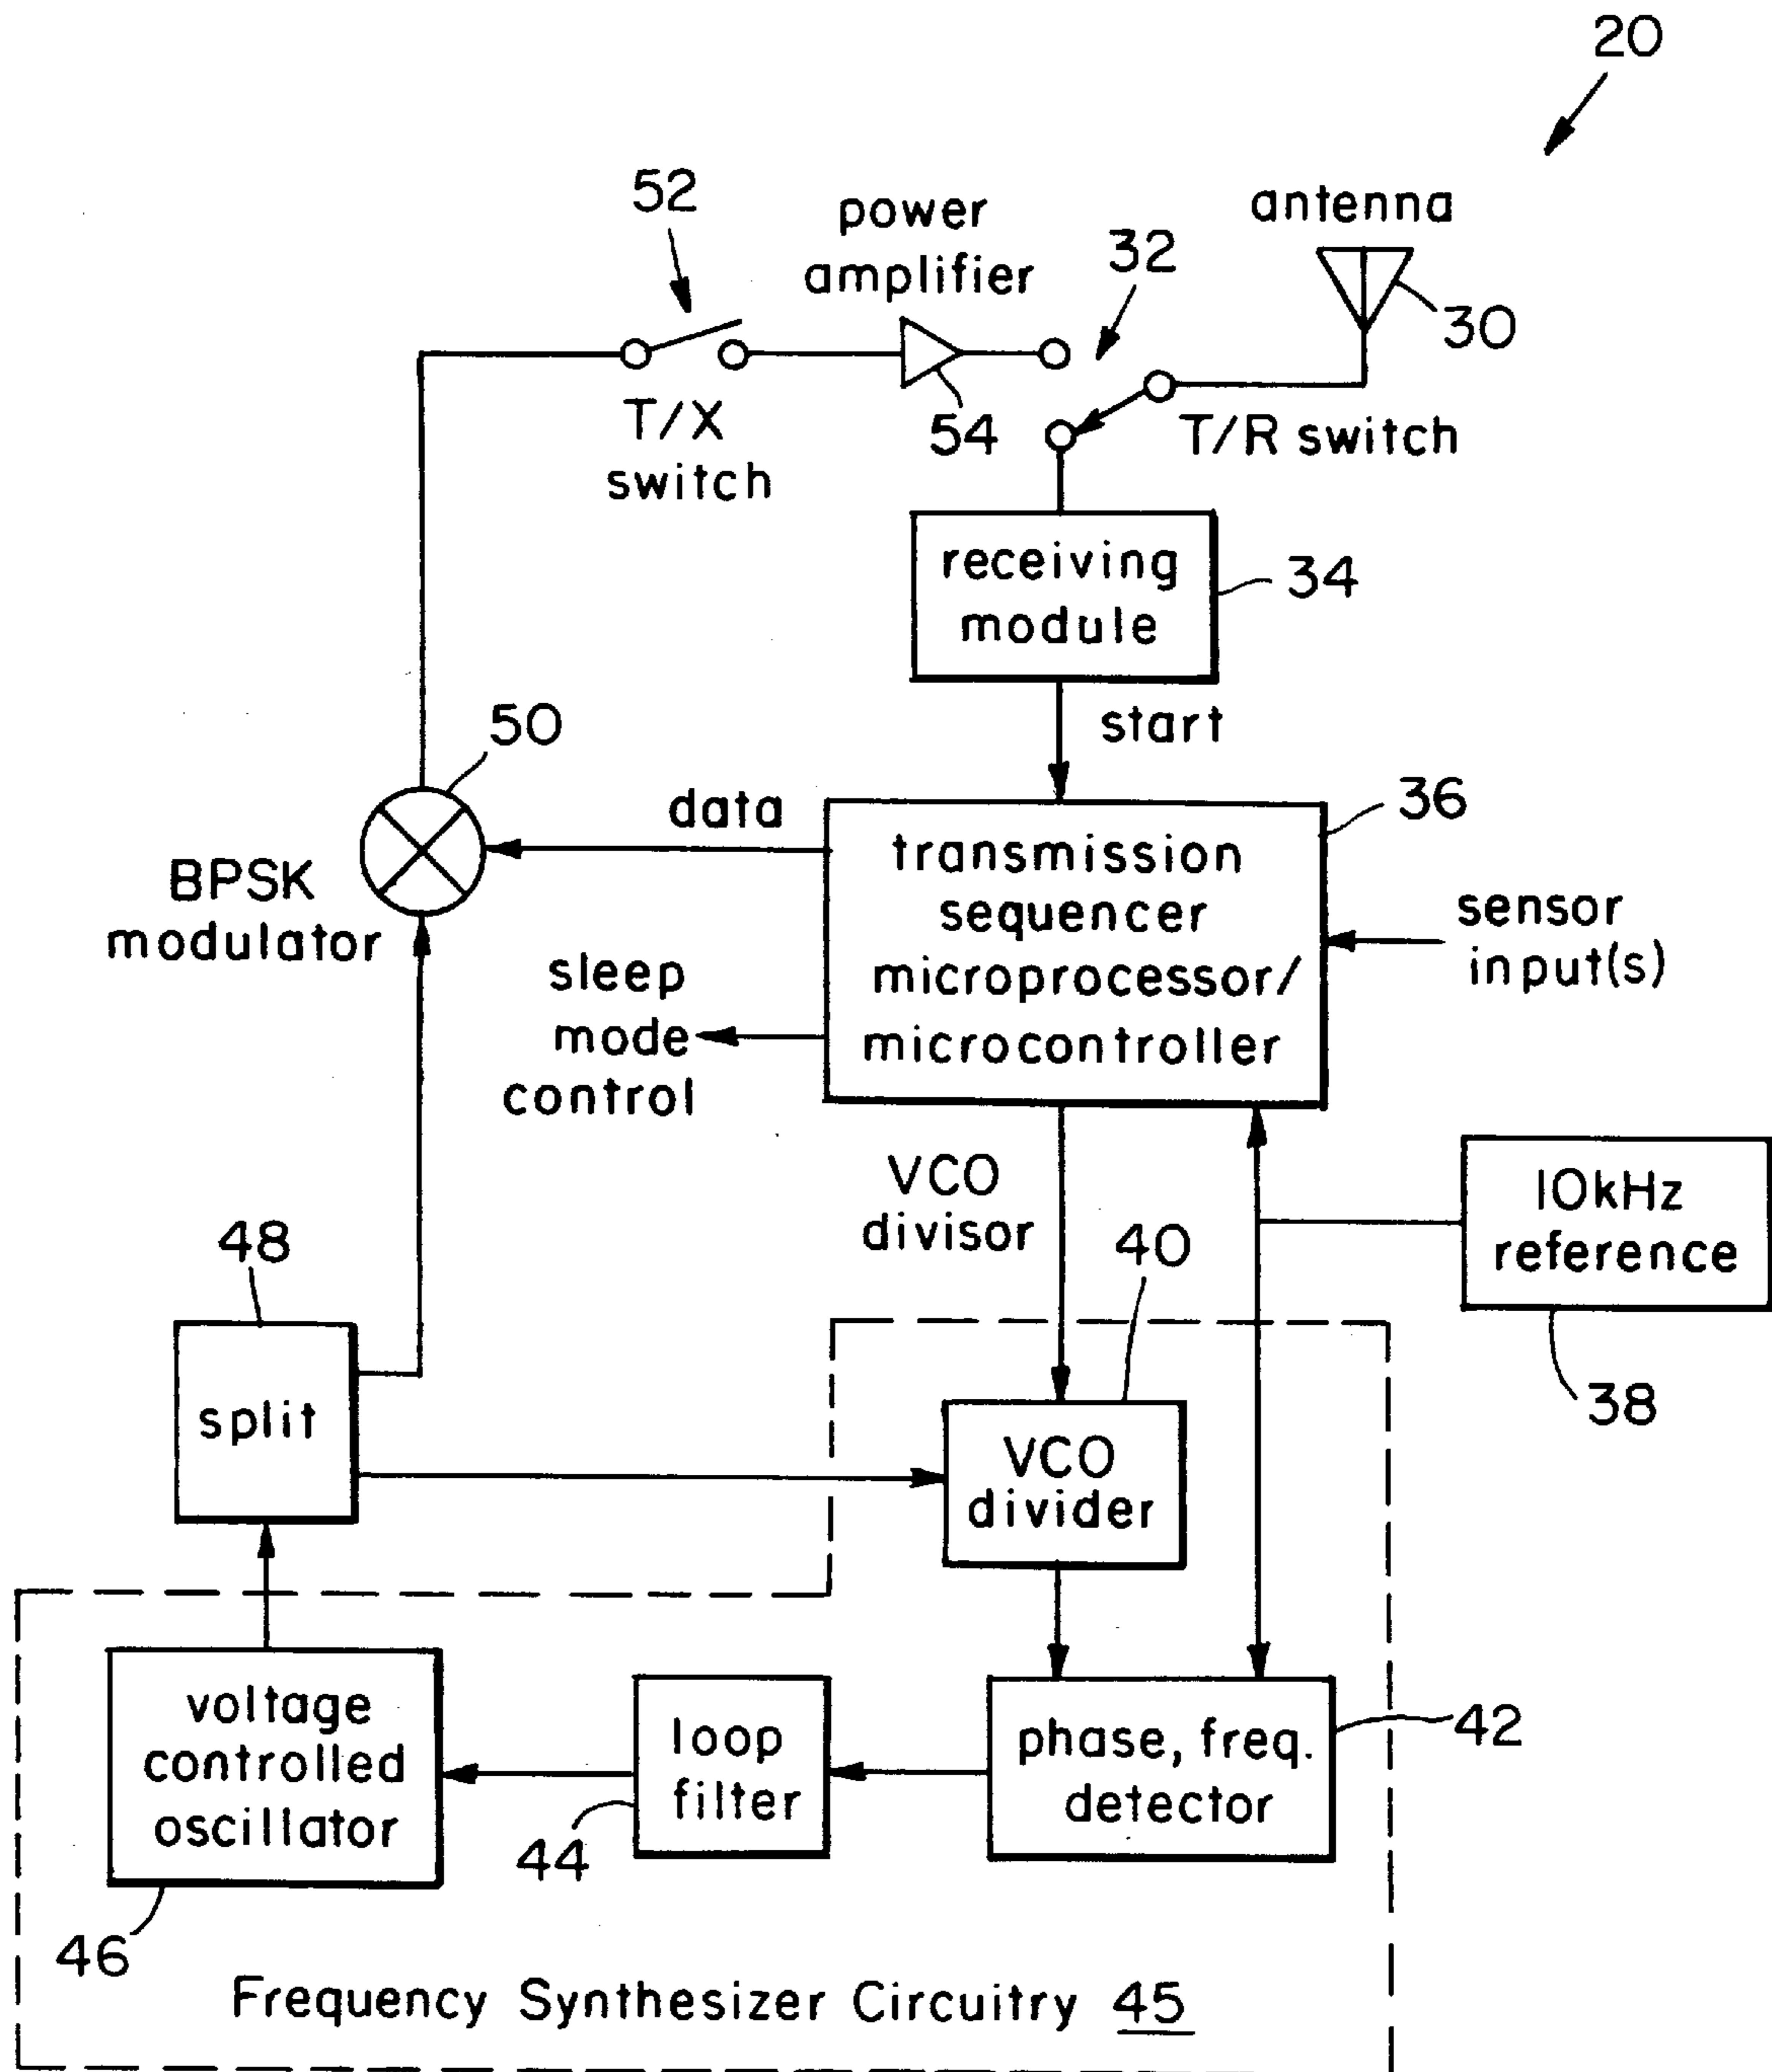 20
52
power
amplifier
32
antenna
30
T/X
switch
54
T/R switch
receiving
module
34
start
50
data
BPSK
modulator
36
transmission
sequencer
microprocessor/
microcontroller
sensor
input(s)
sleep
mode
control
VCO
divisor
10kHz
reference
38
48
split
40
VCO
divider
voltage
controlled
oscillator
46
loop
filter
44
phase, freq.
detector
42
Frequency Synthesizer Circuitry 45